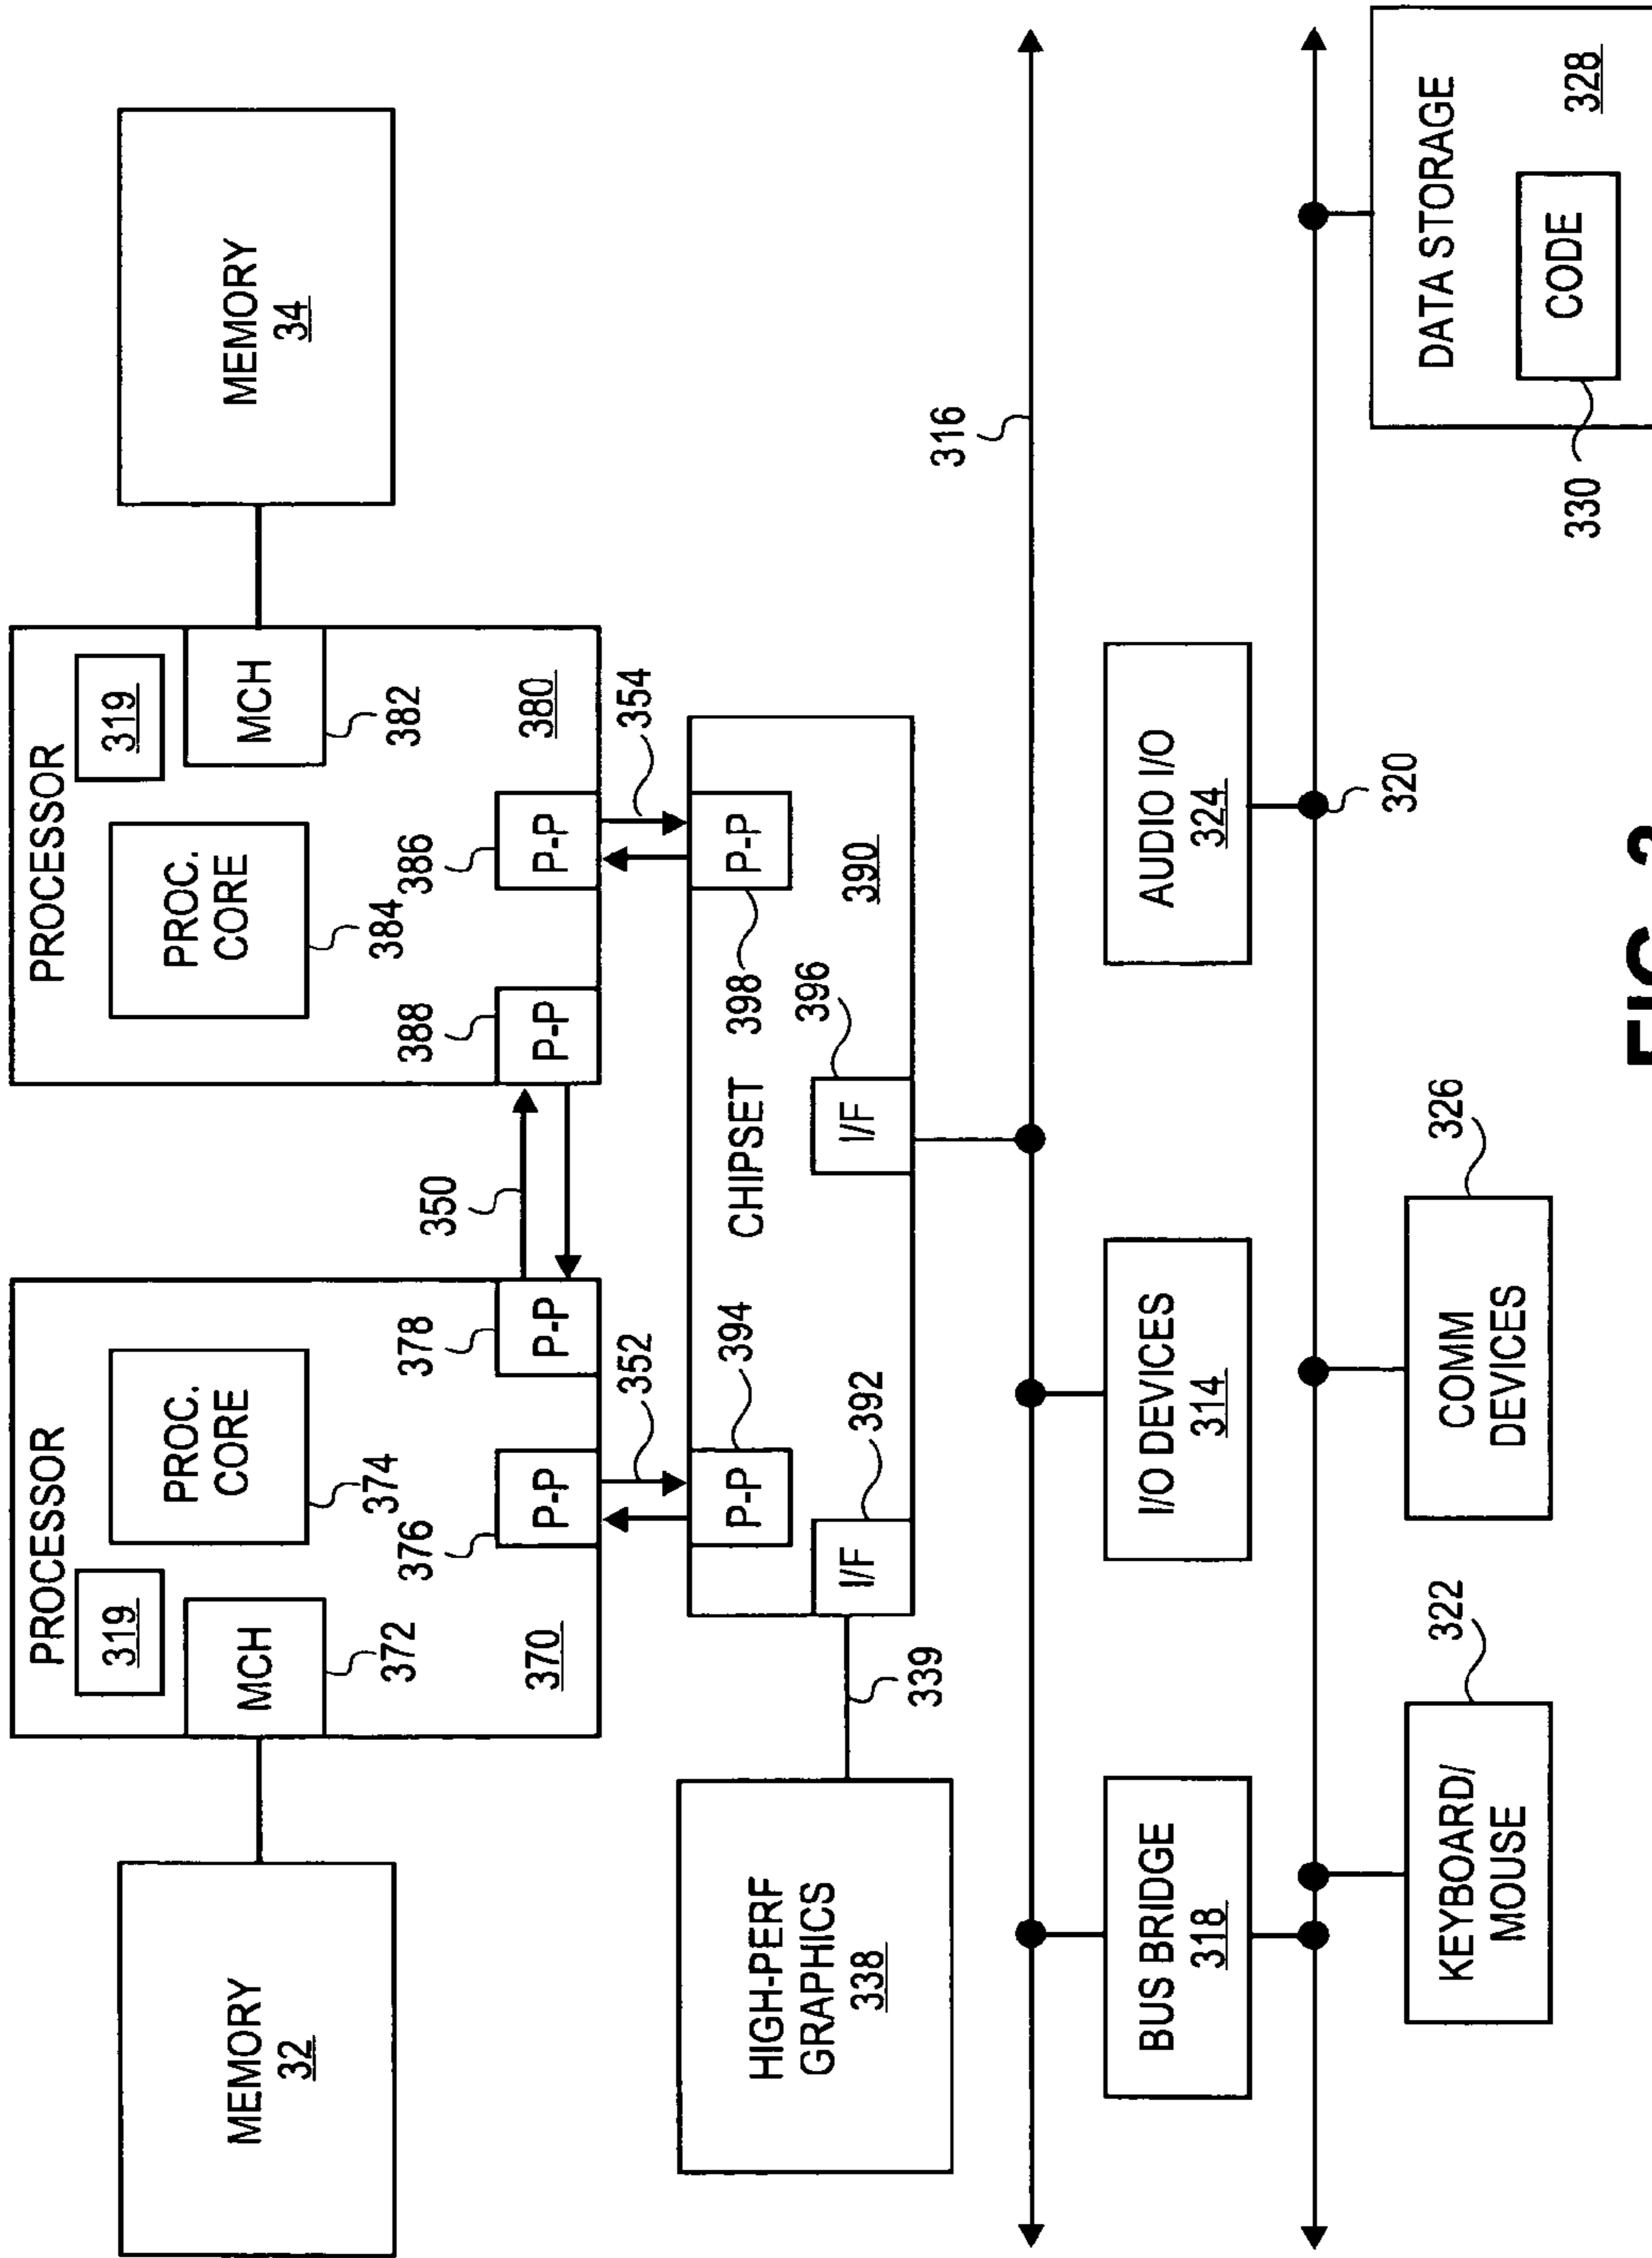 PROCESSOR
PROCESSOR
319
PROC.
CORE
PROC.
CORE
319
MEMORY
32
MCH
372
374
384
MCH
382
MEMORY
34
370
376
378
350
388
386
380
P-P
P-P
P-P
P-P
352
354
HIGH-PERF
GRAPHICS
338
339
P-P
394
CHIPSET
398
P-P
I/F
392
I/F
396
390
316
BUS BRIDGE
318
I/O DEVICES
314
AUDIO I/O
324
320
KEYBOARD/
MOUSE
322
COMM
DEVICES
326
DATA STORAGE
CODE
328
330